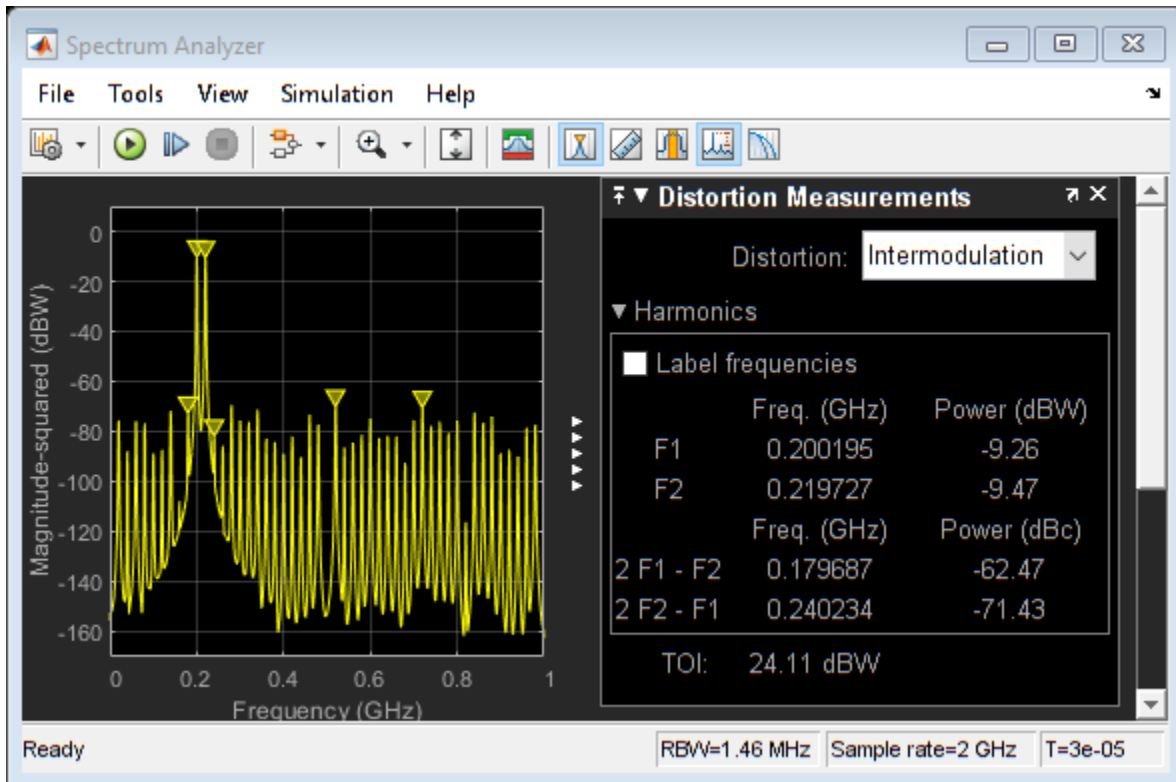 Spectrum Analyzer
File Tools View Simulation Help
Distortion Measurements
Distortion: Intermodulation
Harmonics
Label frequencies
Freq. (GHz) Power (dBW)
F1 0.200195 -9.26
F2 0.219727 -9.47
Freq. (GHz) Power (dBc)
2 F1 - F2 0.179687 -62.47
2 F2 - F1 0.240234 -71.43
TOI: 24.11 dBW
Magnitude-squared (dBW)
0
-20
-40
-60
-80
-100
-120
-140
-160
0 0.2 0.4 0.6 0.8 1
Frequency (GHz)
Ready RBW=1.46 MHz Sample rate=2 GHz T=3e-05